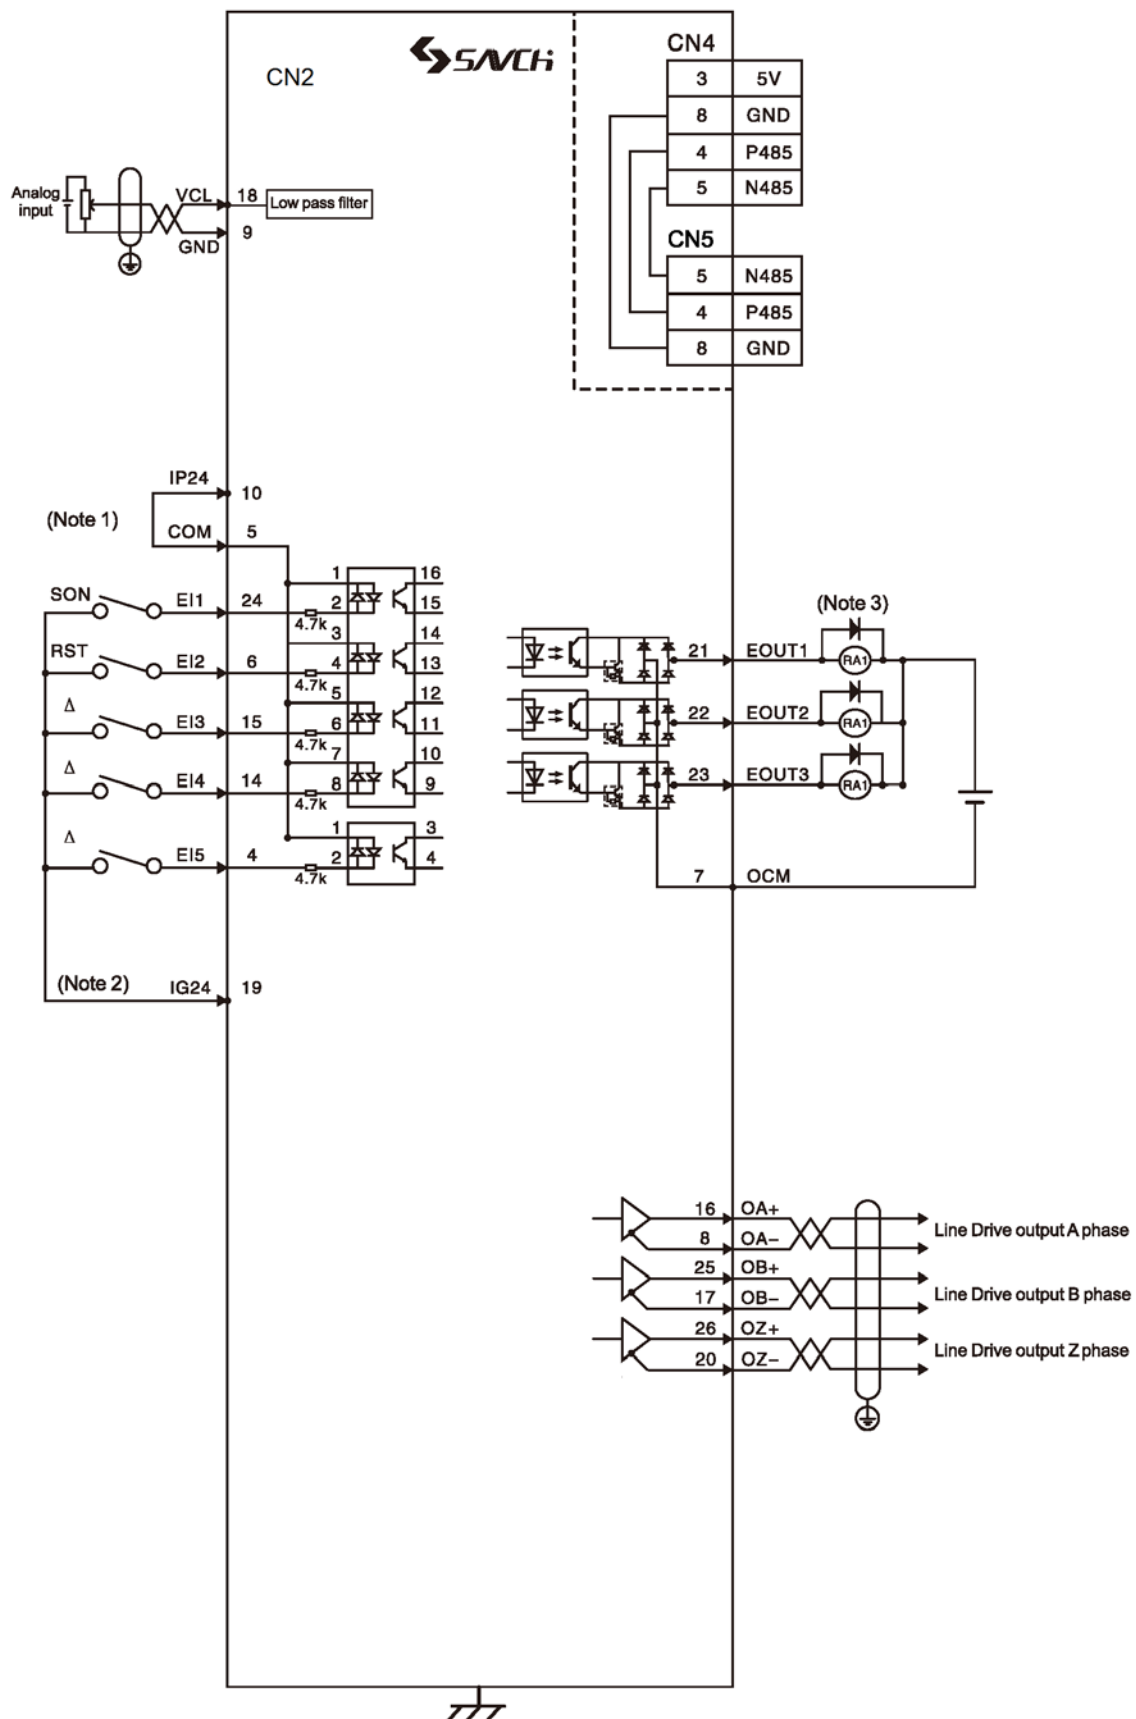 CN2
SAVCH
CN4
3 5V
8 GND
4 P485
5 N485
CN5
5 N485
4 P485
8 GND
Analog
input
VCL 18 Low pass filter
GND 9
IP24 10
(Note 1)
COM 5
SON EI1 24 4.7k 1 2 16 15
RST EI2 6 4.7k 3 4 14 13
Δ EI3 15 4.7k 5 6 12 11
Δ EI4 14 4.7k 7 8 10 9
Δ EI5 4 4.7k 1 2 3 4
(Note 2) IG24 19
(Note 3)
21 EOUT1 RA1
22 EOUT2 RA1
23 EOUT3 RA1
7 OCM
16 OA+
8 OA-
Line Drive output A phase
25 OB+
17 OB-
Line Drive output B phase
26 OZ+
20 OZ-
Line Drive output Z phase